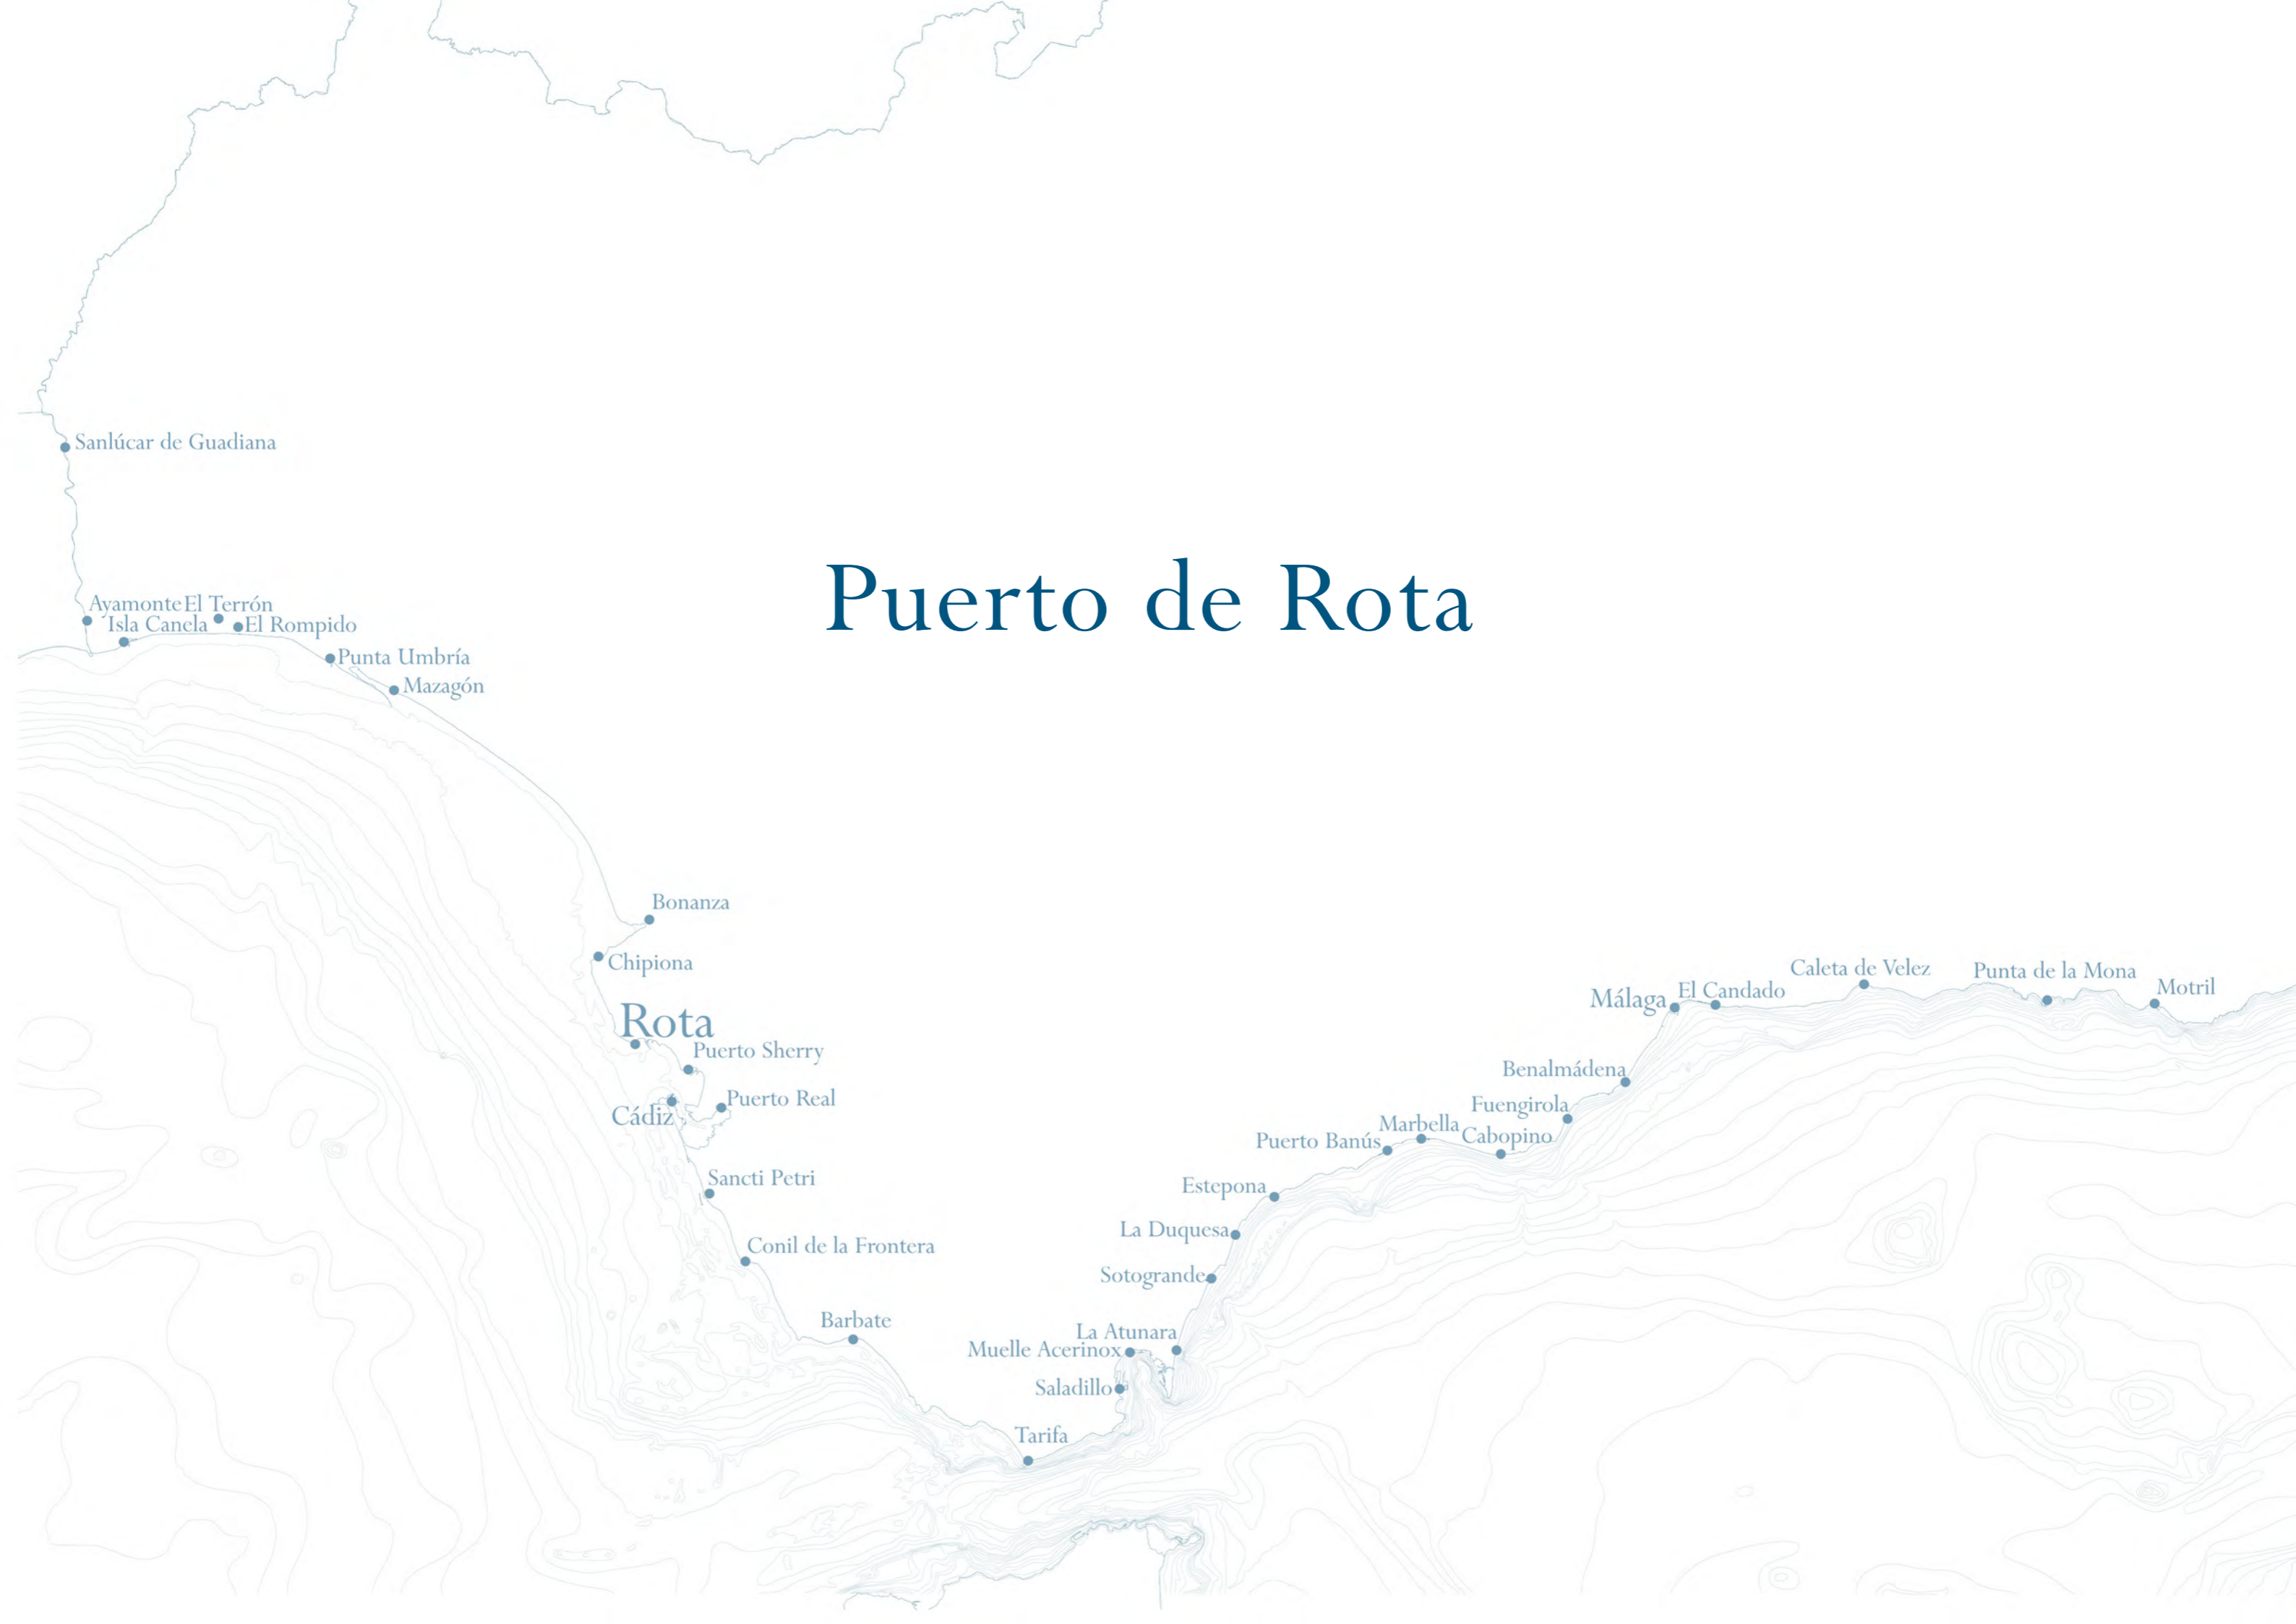 Puerto de Rota
Sanlúcar de Guadiana
Ayamonte
El Terrón
Isla Canela
El Rompido
Punta Umbría
Mazagón
Bonanza
Chipiona
Rota
Puerto Sherry
Puerto Real
Cádiz
Sancti Petri
Conil de la Frontera
Barbate
Tarifa
Saladillo
Muelle Acerinox
La Atunara
Sotogrande
La Duquesa
Estepona
Puerto Banús
Marbella
Cabopino
Fuengirola
Benalmádena
Málaga
El Candado
Caleta de Velez
Punta de la Mona
Motril